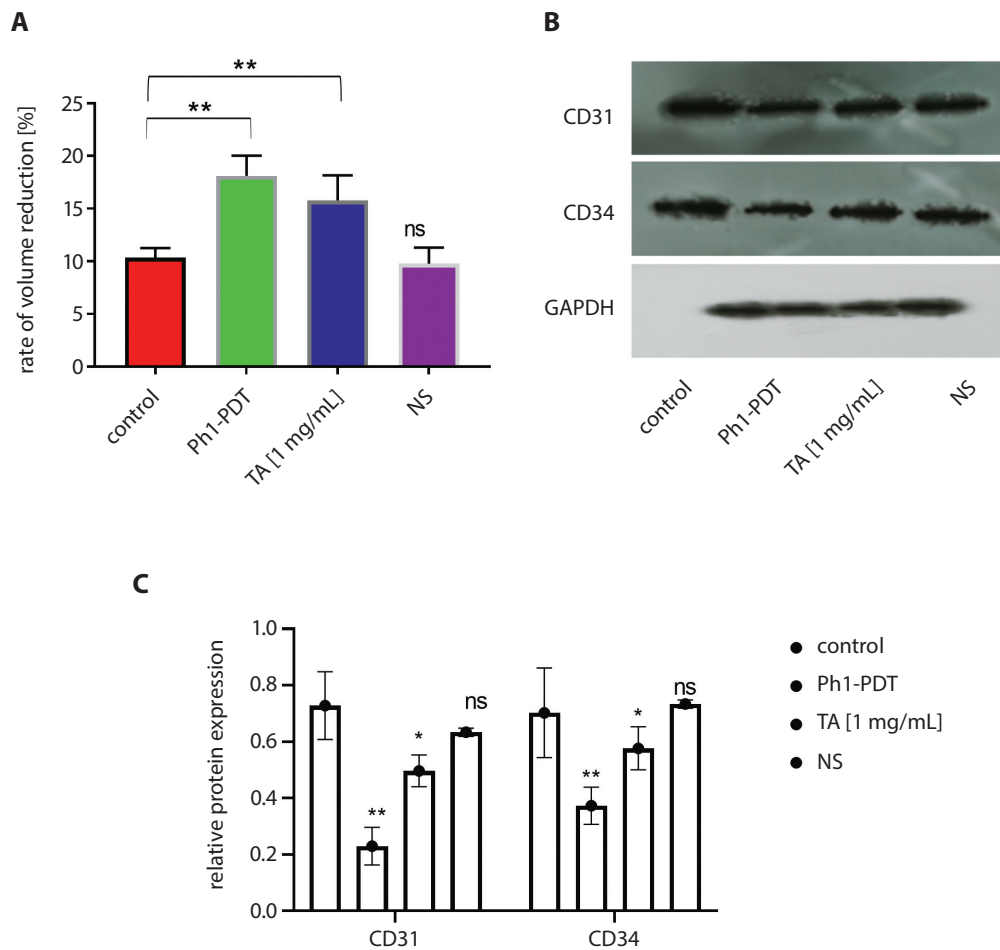 A
**
**
rate of volume reduction [%]
25
20
15
10
5
0
ns
control
Ph1-PDT
TA [1 mg/mL]
NS
B
CD31
CD34
GAPDH
control
Ph1-PDT
TA [1 mg/mL]
NS
C
relative protein expression
1.0
0.8
0.6
0.4
0.2
0.0
**
*
ns
**
*
ns
CD31
CD34
control
Ph1-PDT
TA [1 mg/mL]
NS